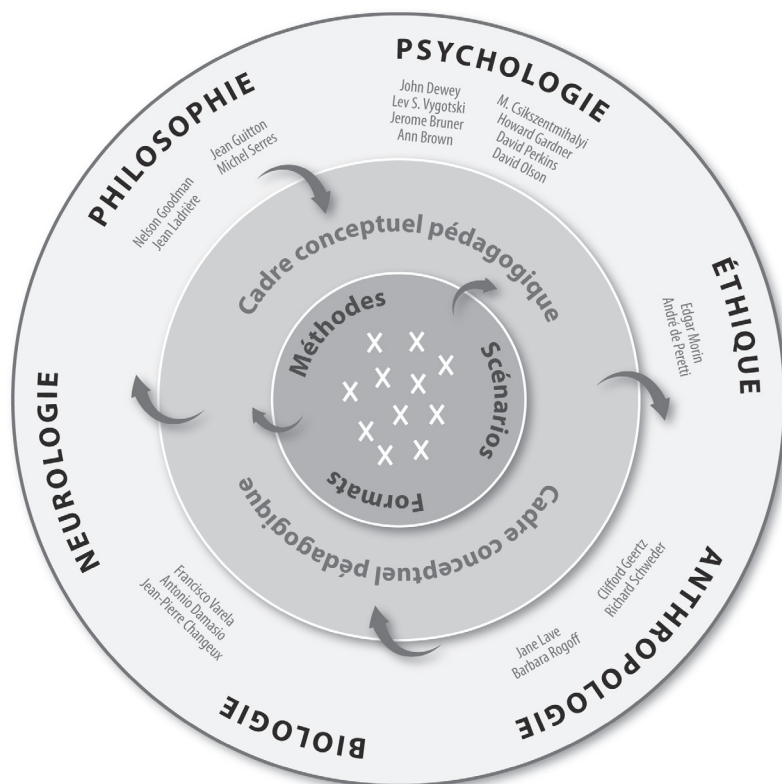 PSYCHOLOGIE
John Dewey
Lev S. Vygotski
Jerome Bruner
Ann Brown
M. Csikszentmihalyi
Howard Gardner
David Perkins
David Olson
ÉTHIQUE
Edgar Morin
André de Peretti
ANTHROPOLOGIE
Clifford Geertz
Richard Schweder
Jane Lave
Barbara Rogoff
BIOLOGIE
NEUROLOGIE
Francisco Varela
Antonio Damasio
Jean-Pierre Changeux
PHILOSOPHIE
Jean Guitton
Michel Serres
Nelson Goodman
Jean Ladrière
Cadre conceptuel pédagogique
Cadre conceptuel pédagogique
Méthodes
Scénarios
Formats
X X
X X X
X X
X X
X X X